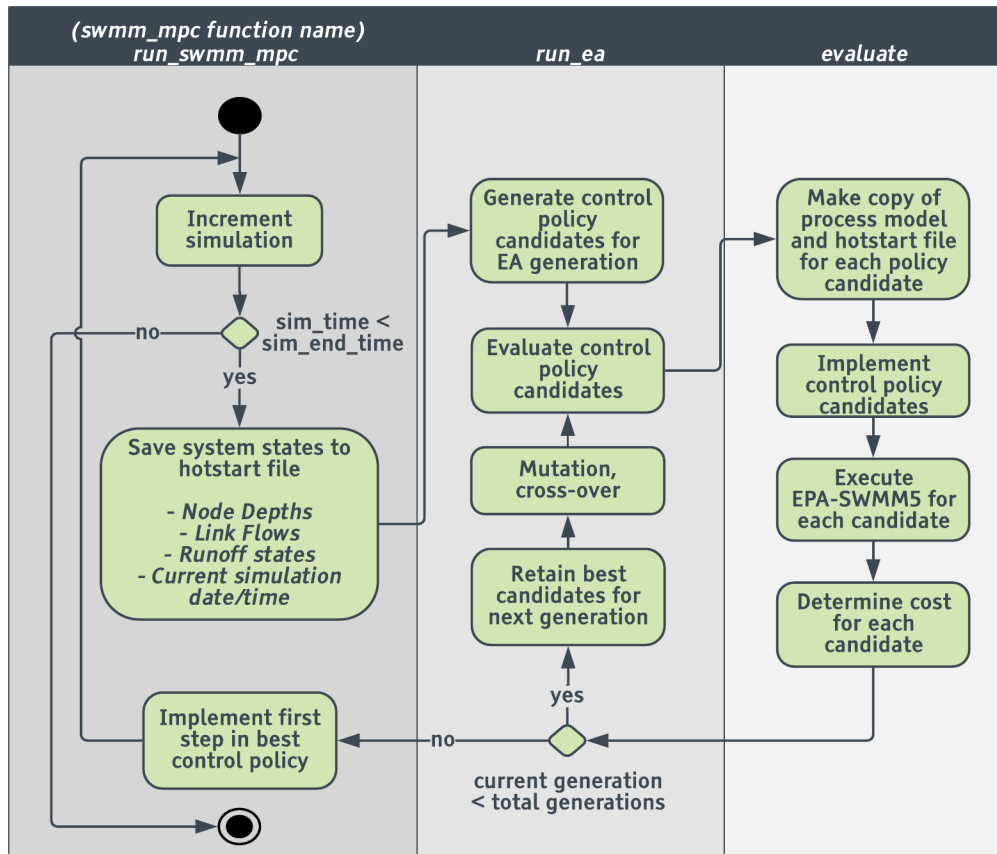 (swmm_mpc function name)
run_swmm_mpc
run_ea
evaluate
Increment
simulation
sim_time <
sim_end_time
no
yes
Save system states to
hotstart file
- Node Depths
- Link Flows
- Runoff states
- Current simulation
date/time
Implement first
step in best
control policy
Generate control
policy
candidates for
EA generation
Evaluate control
policy
candidates
Mutation,
cross-over
Retain best
candidates for
next generation
yes
no
current generation
< total generations
Make copy of
process model
and hotstart file
for each policy
candidate
Implement
control policy
candidates
Execute
EPA-SWMM5 for
each candidate
Determine cost
for each
candidate